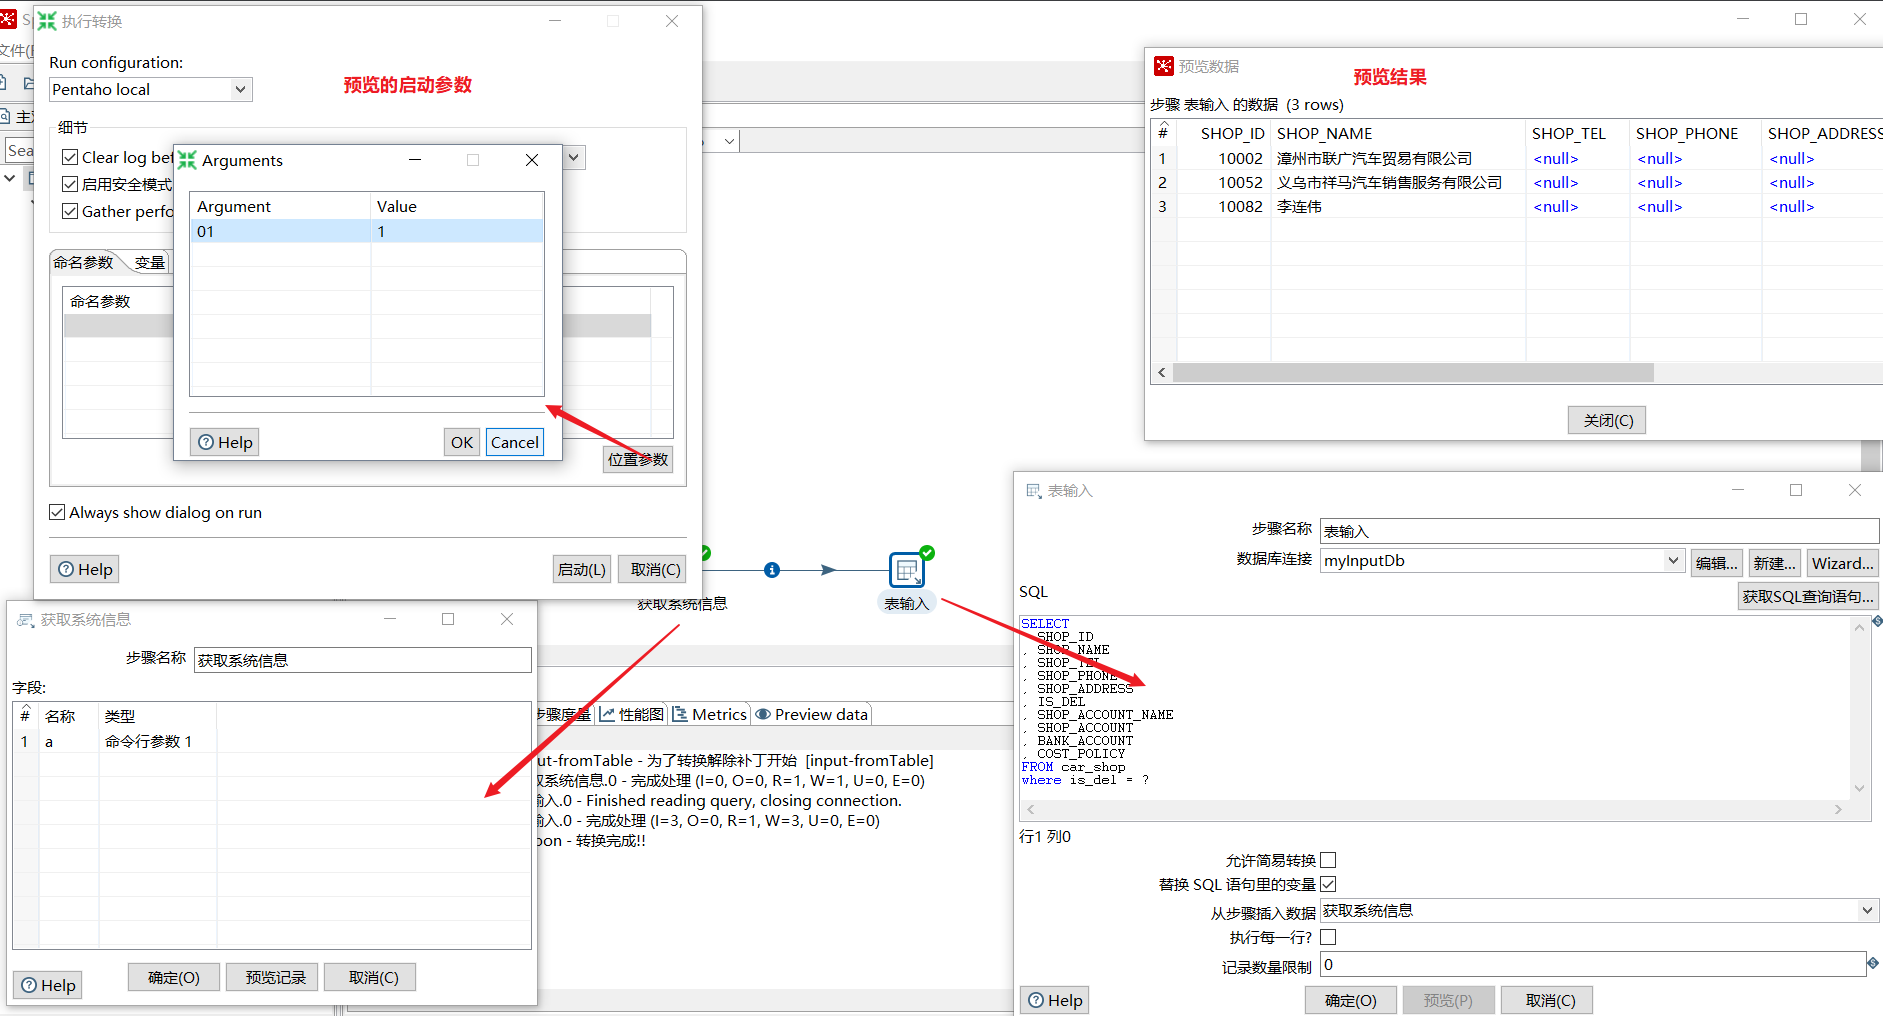 执行转换
文件(
Run configuration:
Pentaho local
预览的启动参数
细节
Clear log bef
启用安全模式
Gather perfo
命名参数
变量
命名参数
位置参数
Always show dialog on run
Help
启动(L)
取消(C)
主
Sea
Arguments
Argument Value
01 1
Help
OK
Cancel
预览数据
预览结果
步骤 表输入 的数据 (3 rows)
# SHOP_ID SHOP_NAME SHOP_TEL SHOP_PHONE SHOP_ADDRESS
1 10002 漳州市联广汽车贸易有限公司 <null> <null> <null>
2 10052 义乌市祥马汽车销售服务有限公司 <null> <null> <null>
3 10082 李连伟 <null> <null> <null>
关闭(C)
获取系统信息
表输入
获取系统信息
步骤名称 获取系统信息
字段:
# 名称 类型
1 a 命令行参数 1
Help
确定(O)
预览记录
取消(C)
步骤度量
性能图
Metrics
Preview data
ut-fromTable - 为了转换解除补丁开始 [input-fromTable]
取系统信息.0 - 完成处理 (I=0, O=0, R=1, W=1, U=0, E=0)
输入.0 - Finished reading query, closing connection.
输入.0 - 完成处理 (I=3, O=0, R=1, W=3, U=0, E=0)
oon - 转换完成!!
表输入
步骤名称 表输入
数据库连接 myInputDb
编辑...
新建...
Wizard...
SQL
获取SQL查询语句...
SELECT
SHOP_ID
, SHOP_NAME
, SHOP_TEL
, SHOP_PHONE
, SHOP_ADDRESS
, IS_DEL
, SHOP_ACCOUNT_NAME
, SHOP_ACCOUNT
, BANK_ACCOUNT
, COST_POLICY
FROM car_shop
where is_del = ?
行1 列0
允许简易转换
替换 SQL 语句里的变量
从步骤插入数据 获取系统信息
执行每一行?
记录数量限制 0
Help
确定(O)
预览(P)
取消(C)